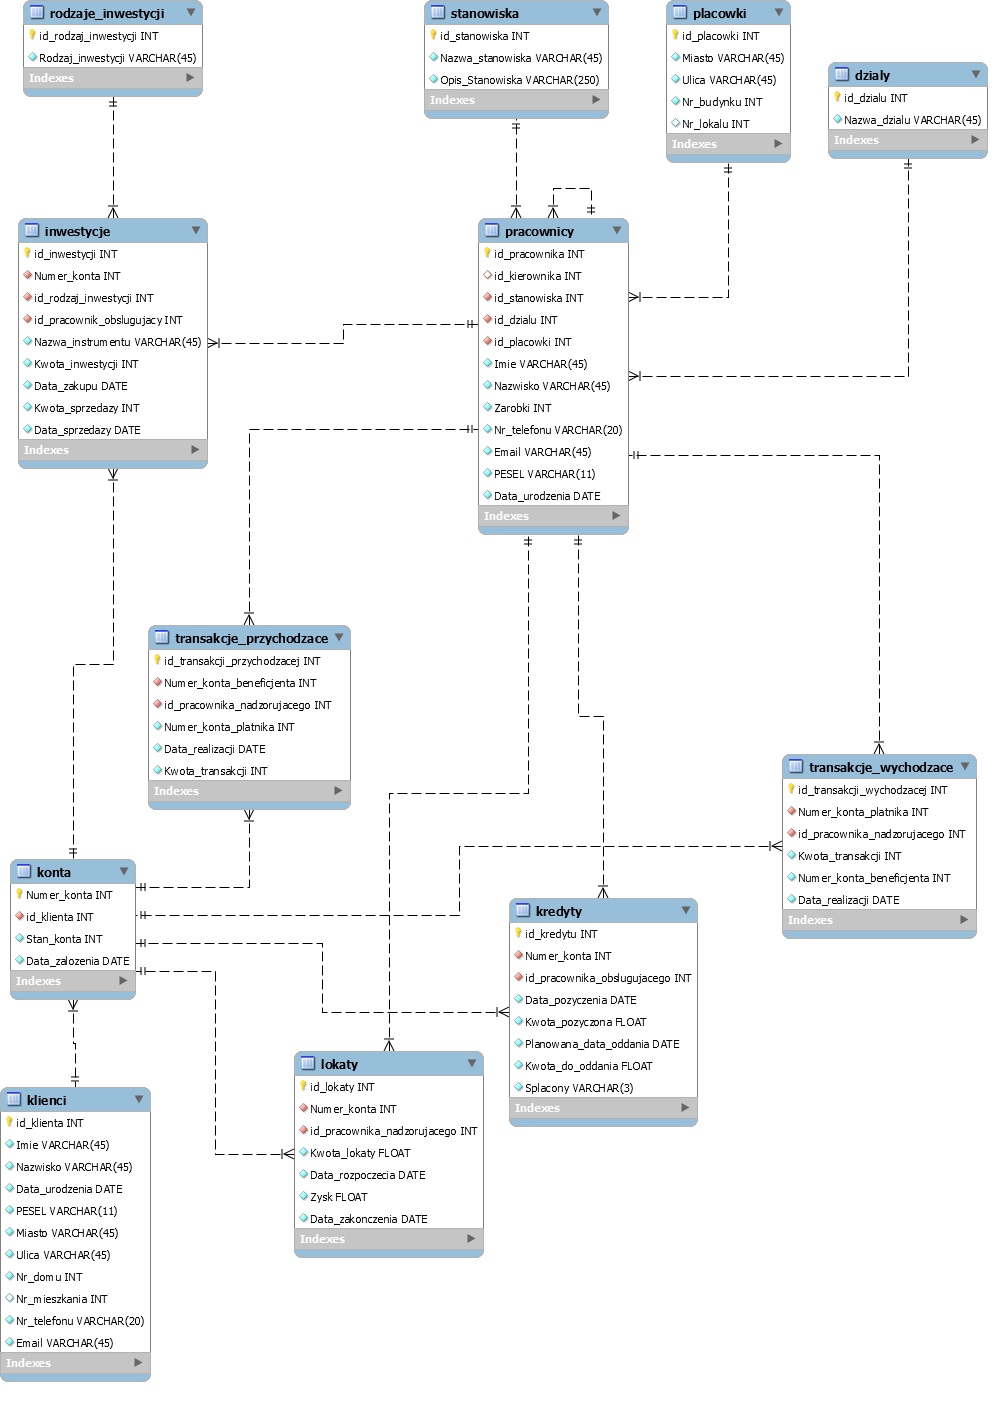 rodzaje_inwestycji
id_rodzaj_inwestycji INT
Rodzaj_inwestycji VARCHAR(45)
Indexes
stanowiska
id_stanowiska INT
Nazwa_stanowiska VARCHAR(45)
Opis_Stanowiska VARCHAR(250)
Indexes
placowki
id_placowki INT
Miasto VARCHAR(45)
Ulica VARCHAR(45)
Nr_budynku INT
Nr_lokalu INT
Indexes
dzialy
id_dzialu INT
Nazwa_dzialu VARCHAR(45)
Indexes
inwestycje
id_inwestycji INT
Numer_konta INT
id_rodzaj_inwestycji INT
id_pracownik_obslugujacy INT
Nazwa_instrumentu VARCHAR(45)
Kwota_inwestycji INT
Data_zakupu DATE
Kwota_sprzedazy INT
Data_sprzedazy DATE
Indexes
pracownicy
id_pracownika INT
id_kierownika INT
id_stanowiska INT
id_dzialu INT
id_placowki INT
Imie VARCHAR(45)
Nazwisko VARCHAR(45)
Zarobki INT
Nr_telefonu VARCHAR(20)
Email VARCHAR(45)
PESEL VARCHAR(11)
Data_urodzenia DATE
Indexes
transakcje_przychodzace
id_transakcji_przychodzacej INT
Numer_konta_beneficjenta INT
id_pracownika_nadzorujacego INT
Numer_konta_platnika INT
Data_realizacji DATE
Kwota_transakcji INT
Indexes
transakcje_wychodzace
id_transakcji_wychodzacej INT
Numer_konta_platnika INT
id_pracownika_nadzorujacego INT
Kwota_transakcji INT
Numer_konta_beneficjenta INT
Data_realizacji DATE
Indexes
konta
Numer_konta INT
id_klienta INT
Stan_konta INT
Data_zalozenia DATE
Indexes
kredyty
id_kredytu INT
Numer_konta INT
id_pracownika_obslugujacego INT
Data_pozyczenia DATE
Kwota_pozyczona FLOAT
Planowana_data_oddania DATE
Kwota_do_oddania FLOAT
Splacony VARCHAR(3)
Indexes
lokaty
id_lokaty INT
Numer_konta INT
id_pracownika_nadzorujacego INT
Kwota_lokaty FLOAT
Data_rozpoczecia DATE
Zysk FLOAT
Data_zakonczenia DATE
Indexes
klienci
id_klienta INT
Imie VARCHAR(45)
Nazwisko VARCHAR(45)
Data_urodzenia DATE
PESEL VARCHAR(11)
Miasto VARCHAR(45)
Ulica VARCHAR(45)
Nr_domu INT
Nr_mieszkania INT
Nr_telefonu VARCHAR(20)
Email VARCHAR(45)
Indexes